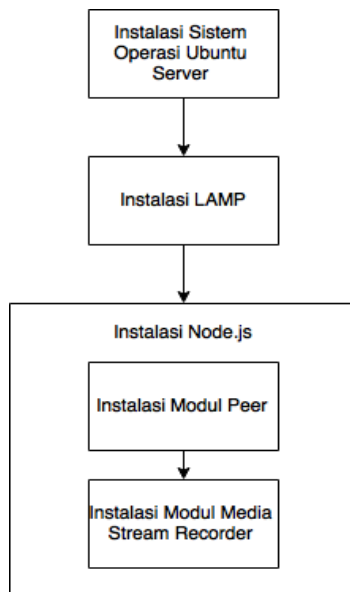 Instalasi Sistem
Operasi Ubuntu
Server
Instalasi LAMP
Instalasi Node.js
Instalasi Modul Peer
Instalasi Modul Media
Stream Recorder